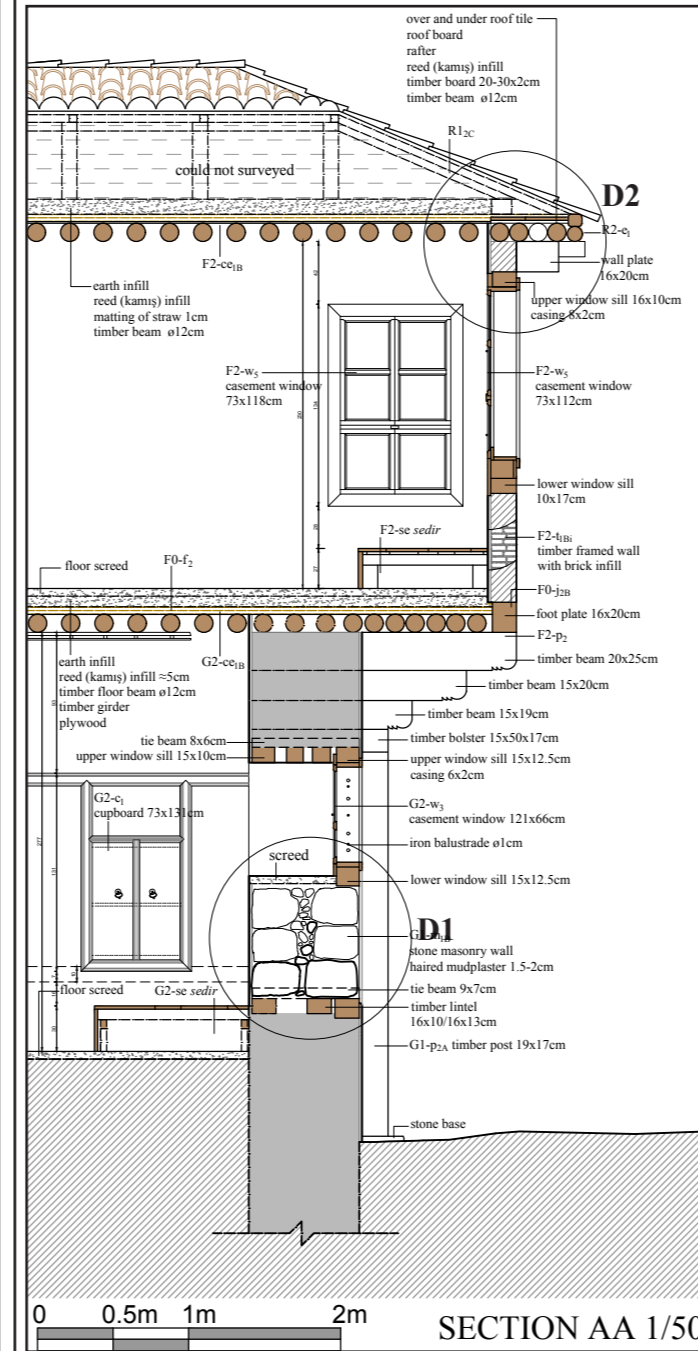 over and under roof tile
roof board
rafter
reed (kamış) infill
timber board 20-30x2cm
timber beam ø12cm
R1₂C
could not surveyed
D2
R2-e₁
F2-ce₁B
wall plate
16x20cm
earth infill
reed (kamış) infill
matting of straw 1cm
timber beam ø12cm
upper window sill 16x10cm
casing 8x2cm
F2-w₅
casement window
73x118cm
F2-w₅
casement window
73x112cm
lower window sill
10x17cm
F2-se sedir
F2-t₁Bi
timber framed wall
with brick infill
floor screed
F0-f₂
F0-j₂B
foot plate 16x20cm
F2-p₂
earth infill
reed (kamış) infill ≈5cm
timber floor beam ø12cm
timber girder
plywood
G2-ce₁B
timber beam 20x25cm
timber beam 15x20cm
timber beam 15x19cm
tie beam 8x6cm
upper window sill 15x10cm
timber bolster 15x50x17cm
upper window sill 15x12.5cm
casing 6x2cm
G2-c₁
cupboard 73x131cm
G2-w₃
casement window 121x66cm
iron balustrade ø1cm
screed
lower window sill 15x12.5cm
D1
stone masonry wall
haired mudplaster 1.5-2cm
floor screed
G2-se sedir
tie beam 9x7cm
timber lintel
16x10/16x13cm
G1-p₂A timber post 19x17cm
stone base
0 0.5m 1m 2m
SECTION AA 1/50